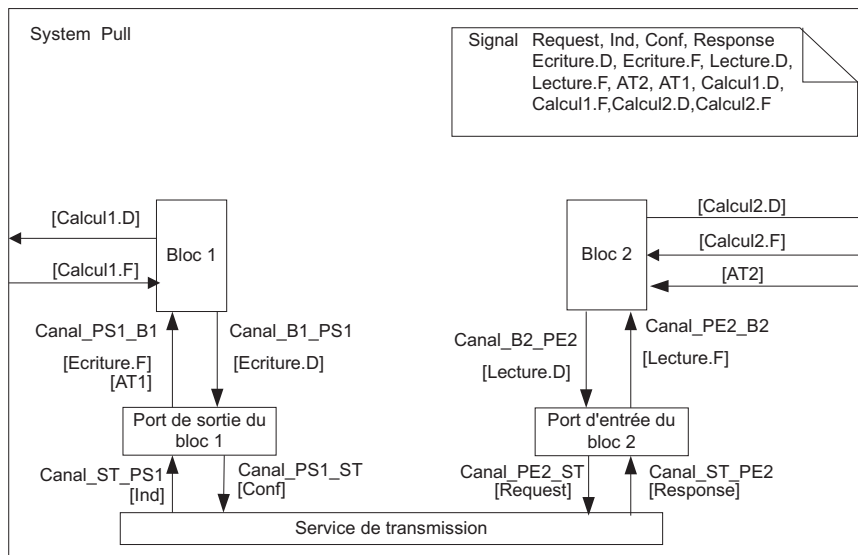 System Pull
Signal Request, Ind, Conf, Response
Ecriture.D, Ecriture.F, Lecture.D,
Lecture.F, AT2, AT1, Calcul1.D,
Calcul1.F,Calcul2.D,Calcul2.F
[Calcul1.D]
Bloc 1
[Calcul1.F]
[Calcul2.D]
Bloc 2
[Calcul2.F]
[AT2]
Canal_PS1_B1
[Ecriture.F]
[AT1]
Canal_B1_PS1
[Ecriture.D]
Canal_B2_PE2
[Lecture.D]
Canal_PE2_B2
[Lecture.F]
Port de sortie du
bloc 1
Port d'entrée du
bloc 2
Canal_ST_PS1
[Ind]
Canal_PS1_ST
[Conf]
Canal_PE2_ST
[Request]
Canal_ST_PE2
[Response]
Service de transmission